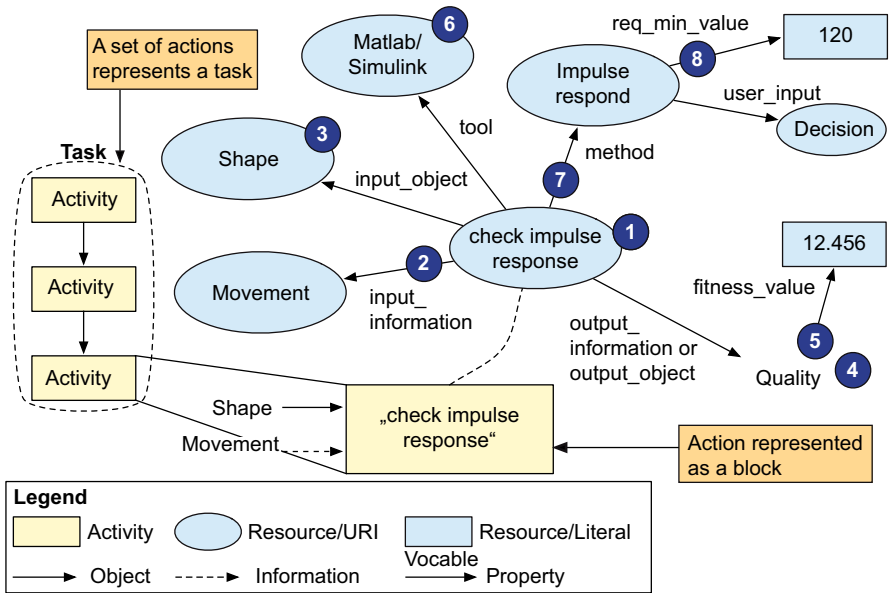 A set of actions
represents a task
6
Matlab/
Simulink
req_min_value
8
120
Impulse
respond
user_input
Decision
3
Shape
tool
method
7
Task
input_object
Activity
check impulse
response
1
12.456
2
Movement
input_
information
fitness_value
Activity
output_
information or
output_object
5
4
Quality
Activity
Shape
Movement
„check impulse
response“
Action represented
as a block
Legend
Activity
Resource/URI
Resource/Literal
Vocable
Object
Information
Property